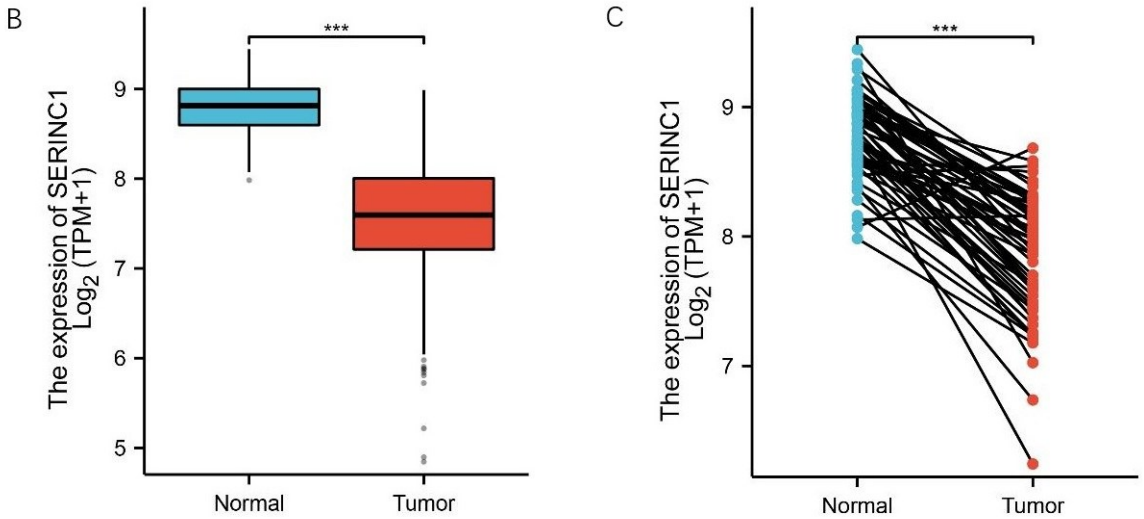 B
***
The expression of SERINC1
Log₂ (TPM+1)
9
8
7
6
5
Normal Tumor
C
***
The expression of SERINC1
Log₂ (TPM+1)
9
8
7
Normal Tumor